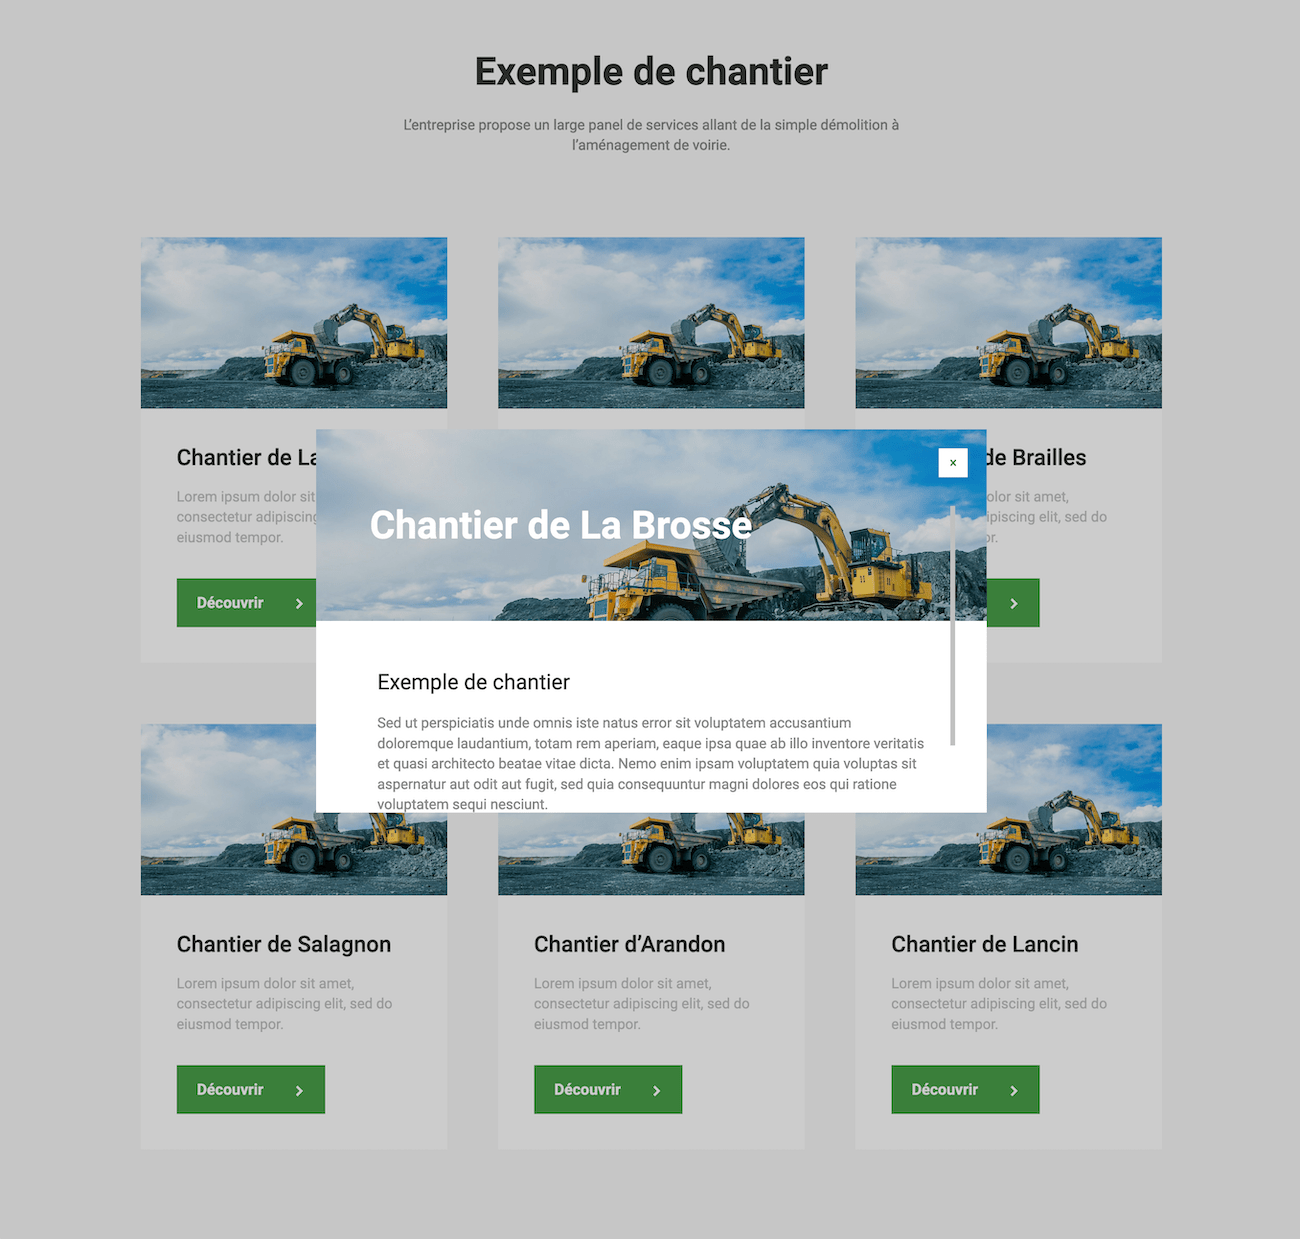 Exemple de chantier
L’entreprise propose un large panel de services allant de la simple démolition à
l’aménagement de voirie.
Chantier de La
Lorem ipsum dolor sit
consectetur adipiscing
eiusmod tempor.
Découvrir
de Brailles
olor sit amet,
ipiscing elit, sed do
or.
×
Chantier de La Brosse
Exemple de chantier
Sed ut perspiciatis unde omnis iste natus error sit voluptatem accusantium
doloremque laudantium, totam rem aperiam, eaque ipsa quae ab illo inventore veritatis
et quasi architecto beatae vitae dicta. Nemo enim ipsam voluptatem quia voluptas sit
aspernatur aut odit aut fugit, sed quia consequuntur magni dolores eos qui ratione
voluptatem sequi nesciunt.
Chantier de Salagnon
Lorem ipsum dolor sit amet,
consectetur adipiscing elit, sed do
eiusmod tempor.
Découvrir
Chantier d’Arandon
Lorem ipsum dolor sit amet,
consectetur adipiscing elit, sed do
eiusmod tempor.
Découvrir
Chantier de Lancin
Lorem ipsum dolor sit amet,
consectetur adipiscing elit, sed do
eiusmod tempor.
Découvrir